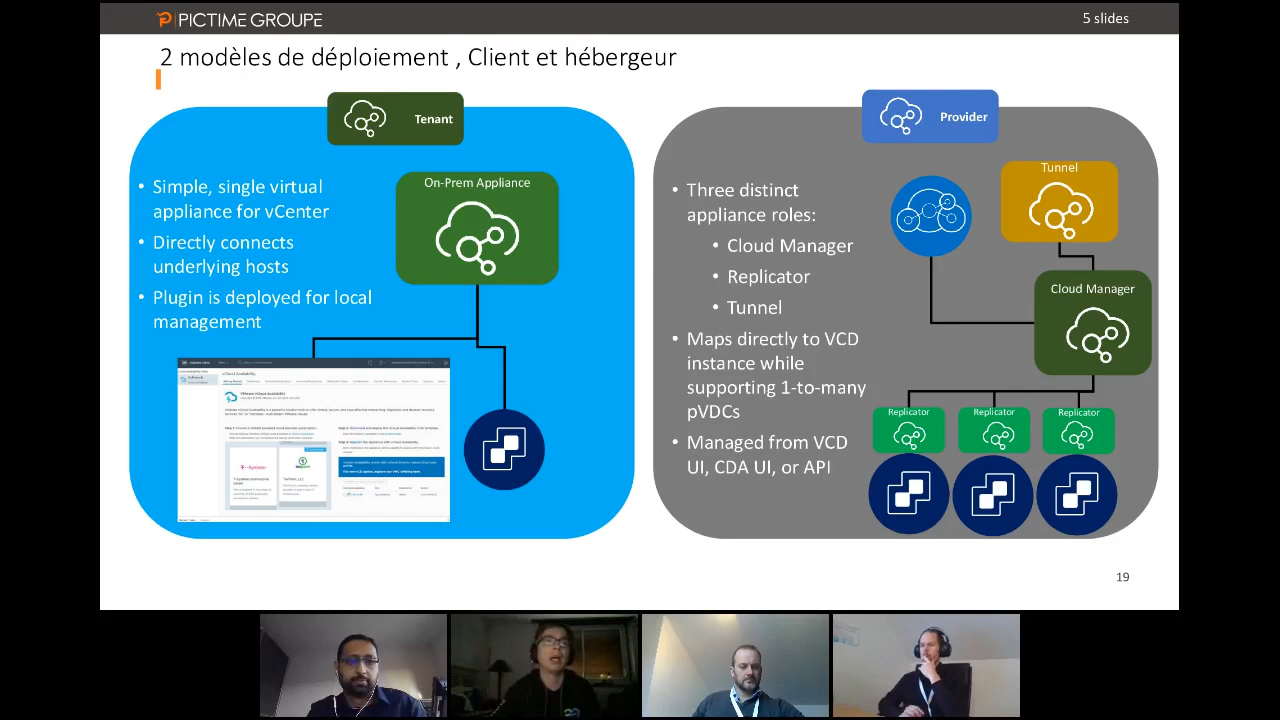 PICTIME GROUPE
5 slides
2 modèles de déploiement , Client et hébergeur
Tenant
• Simple, single virtual
appliance for vCenter
• Directly connects
underlying hosts
• Plugin is deployed for local
management
On-Prem Appliance
Provider
• Three distinct
appliance roles:
• Cloud Manager
• Replicator
• Tunnel
• Maps directly to VCD
instance while
supporting 1-to-many
pVDCs
• Managed from VCD
UI, CDA UI, or API
Tunnel
Cloud Manager
Replicator
Replicator
Replicator
19